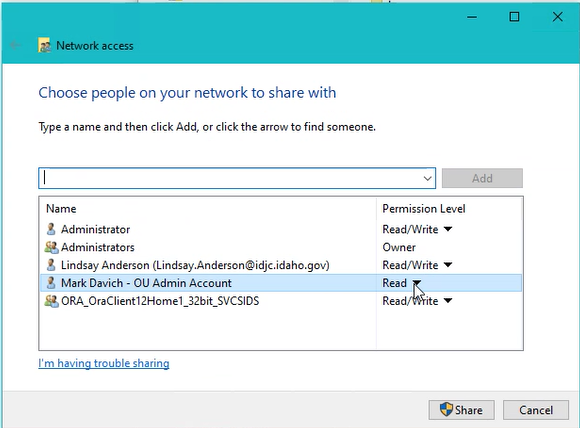 Network access
Choose people on your network to share with
Type a name and then click Add, or click the arrow to find someone.
Add
Name Permission Level
Administrator Read/Write
Administrators Owner
Lindsay Anderson (Lindsay.Anderson@idjc.idaho.gov) Read/Write
Mark Davich - OU Admin Account Read
ORA_OraClient12Home1_32bit_SVCSIDS Read/Write
I'm having trouble sharing
Share Cancel